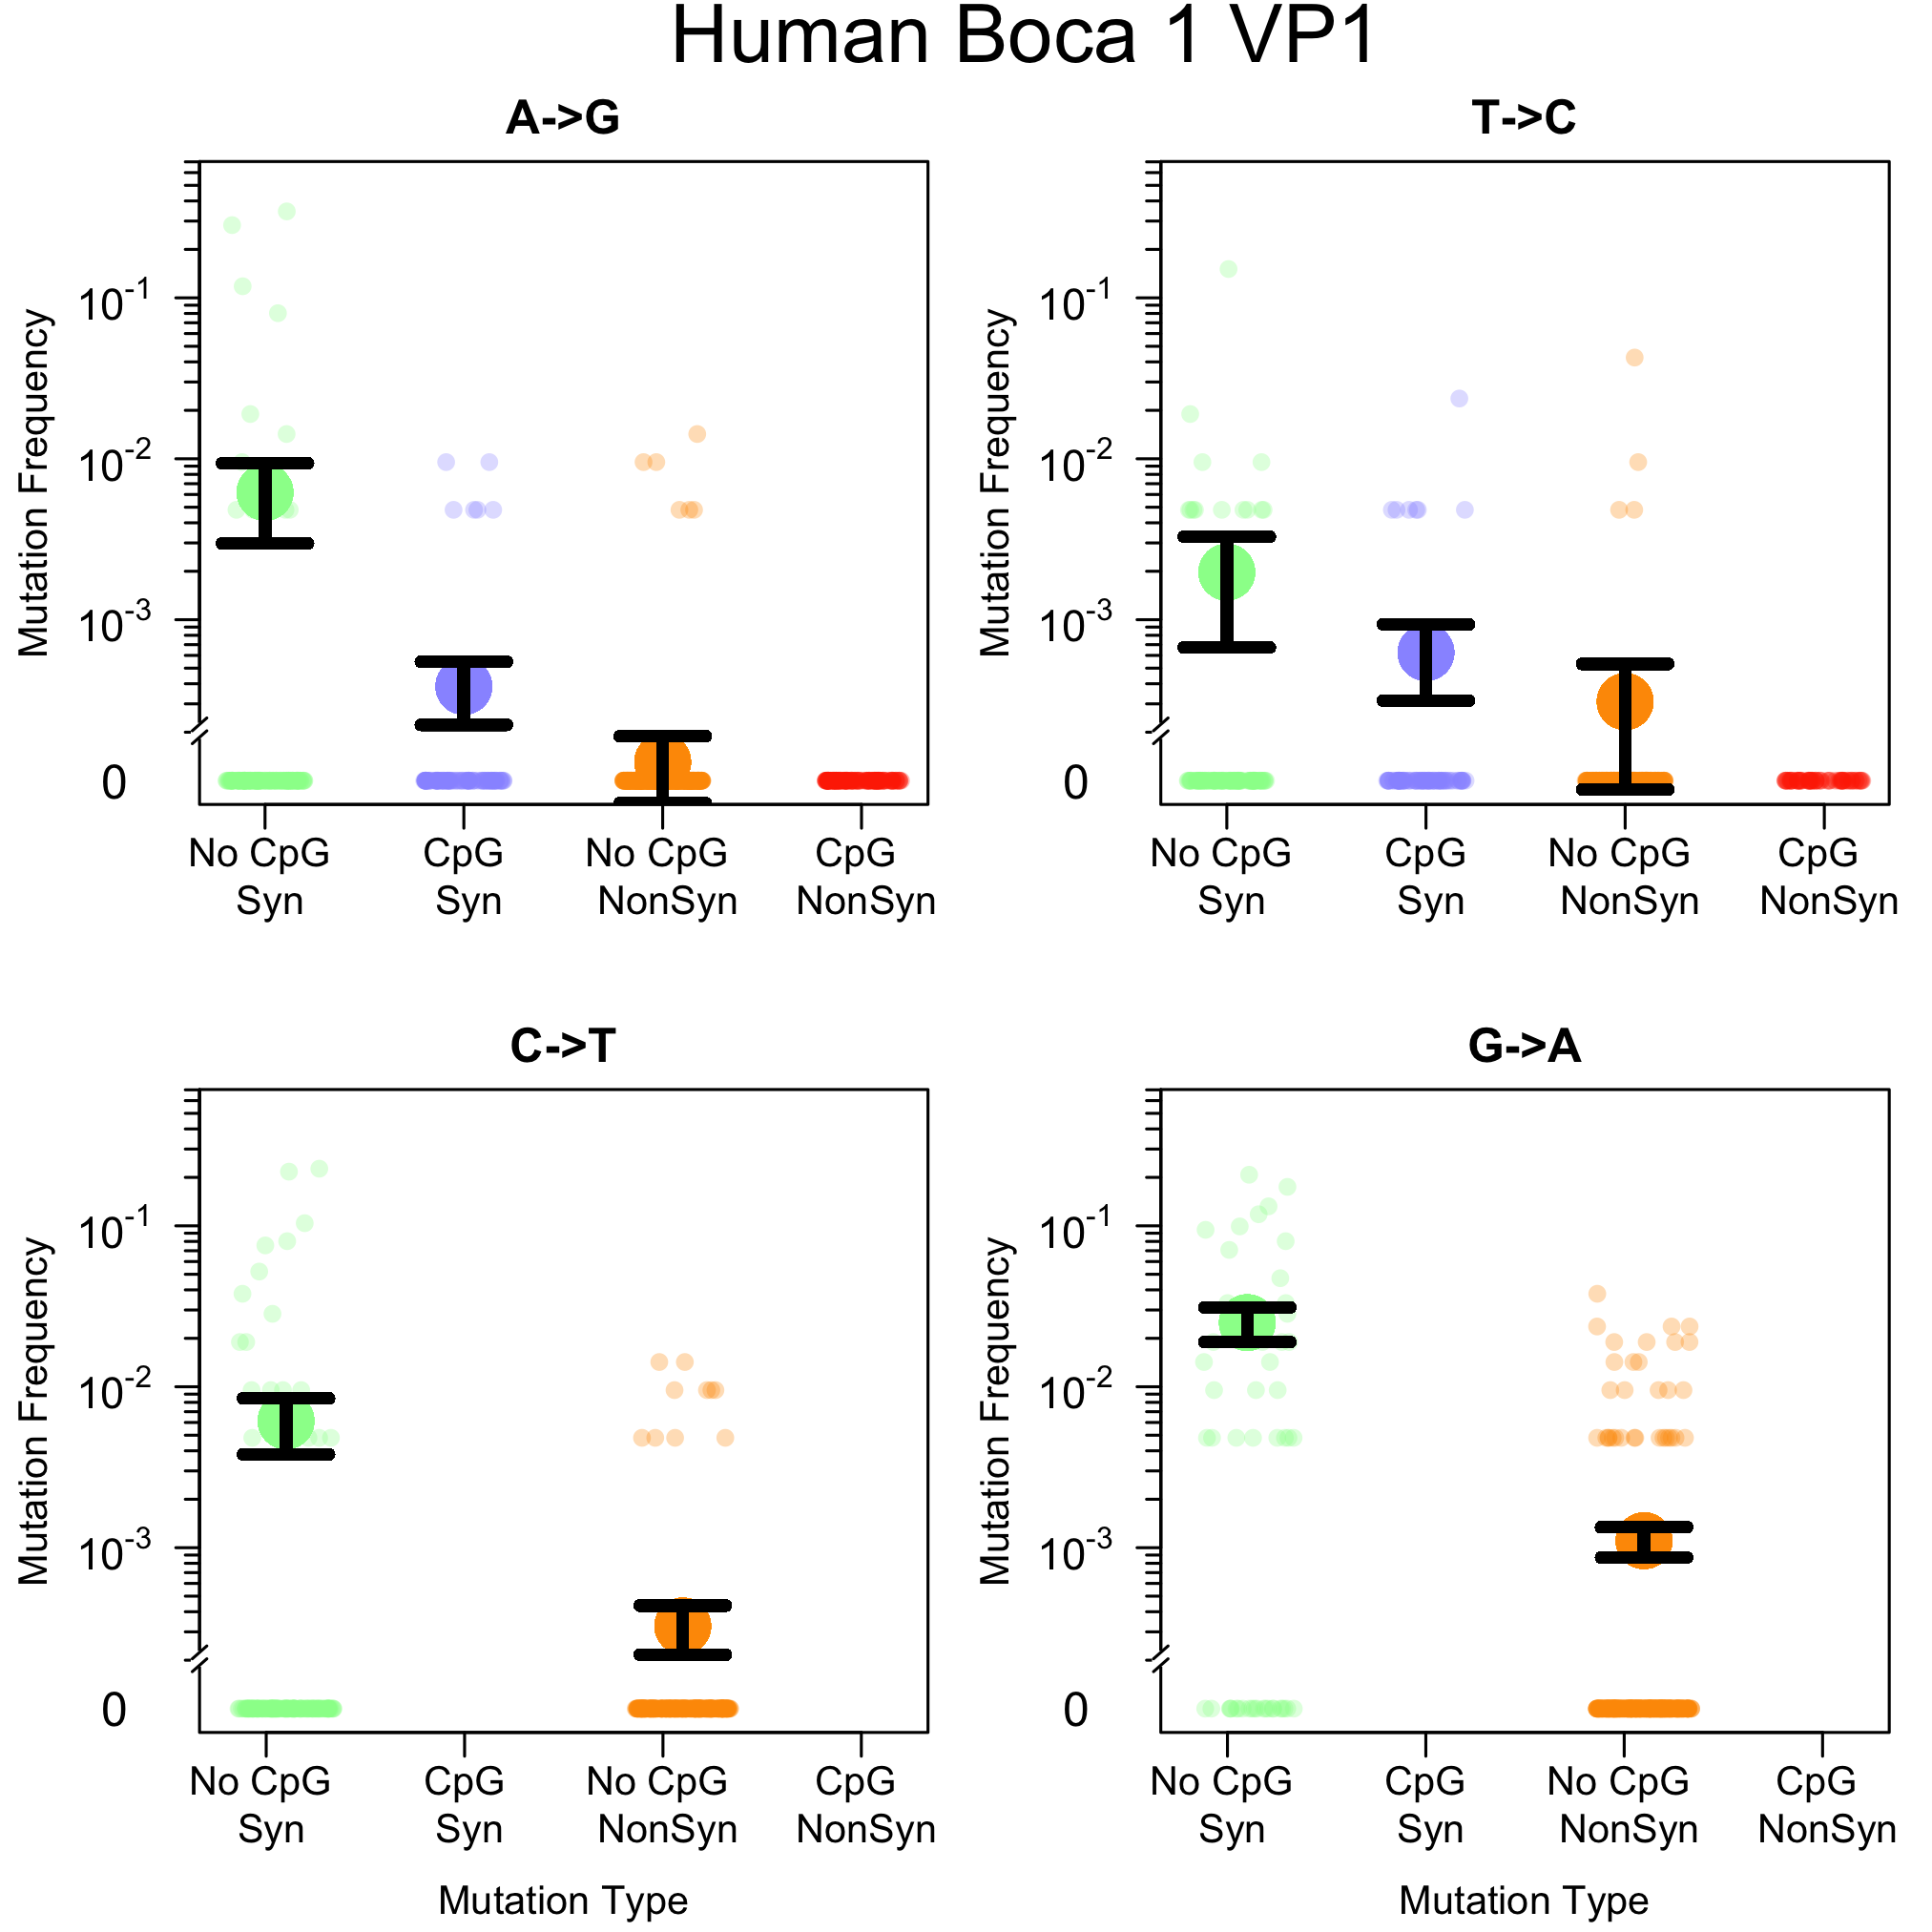 Human Boca 1 VP1
A->G
Mutation Frequency
10-1
10-2
10-3
0
No CpG CpG No CpG CpG
Syn Syn NonSyn NonSyn
T->C
Mutation Frequency
10-1
10-2
10-3
0
No CpG CpG No CpG CpG
Syn Syn NonSyn NonSyn
C->T
Mutation Frequency
10-1
10-2
10-3
0
No CpG CpG No CpG CpG
Syn Syn NonSyn NonSyn
Mutation Type
G->A
Mutation Frequency
10-1
10-2
10-3
0
No CpG CpG No CpG CpG
Syn Syn NonSyn NonSyn
Mutation Type